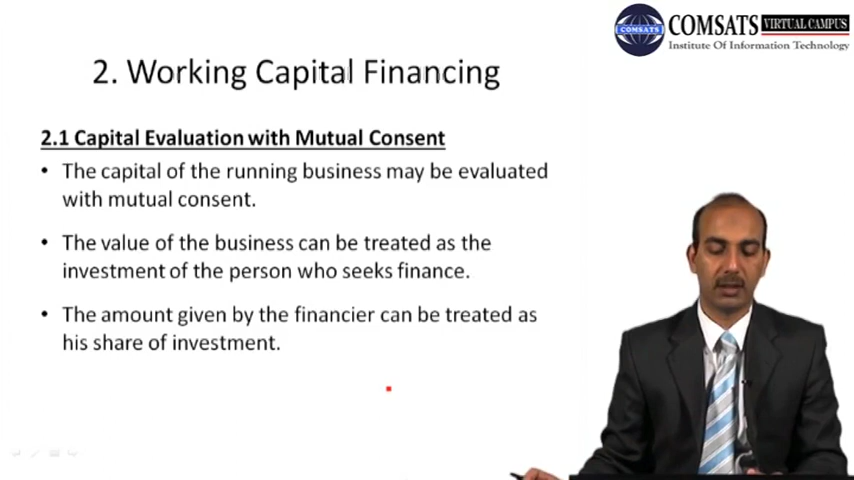 COMSATS VIRTUAL CAMPUS
COMSATS
Institute Of Information Technology
2. Working Capital Financing
2.1 Capital Evaluation with Mutual Consent
• The capital of the running business may be evaluated
with mutual consent.
• The value of the business can be treated as the
investment of the person who seeks finance.
• The amount given by the financier can be treated as
his share of investment.